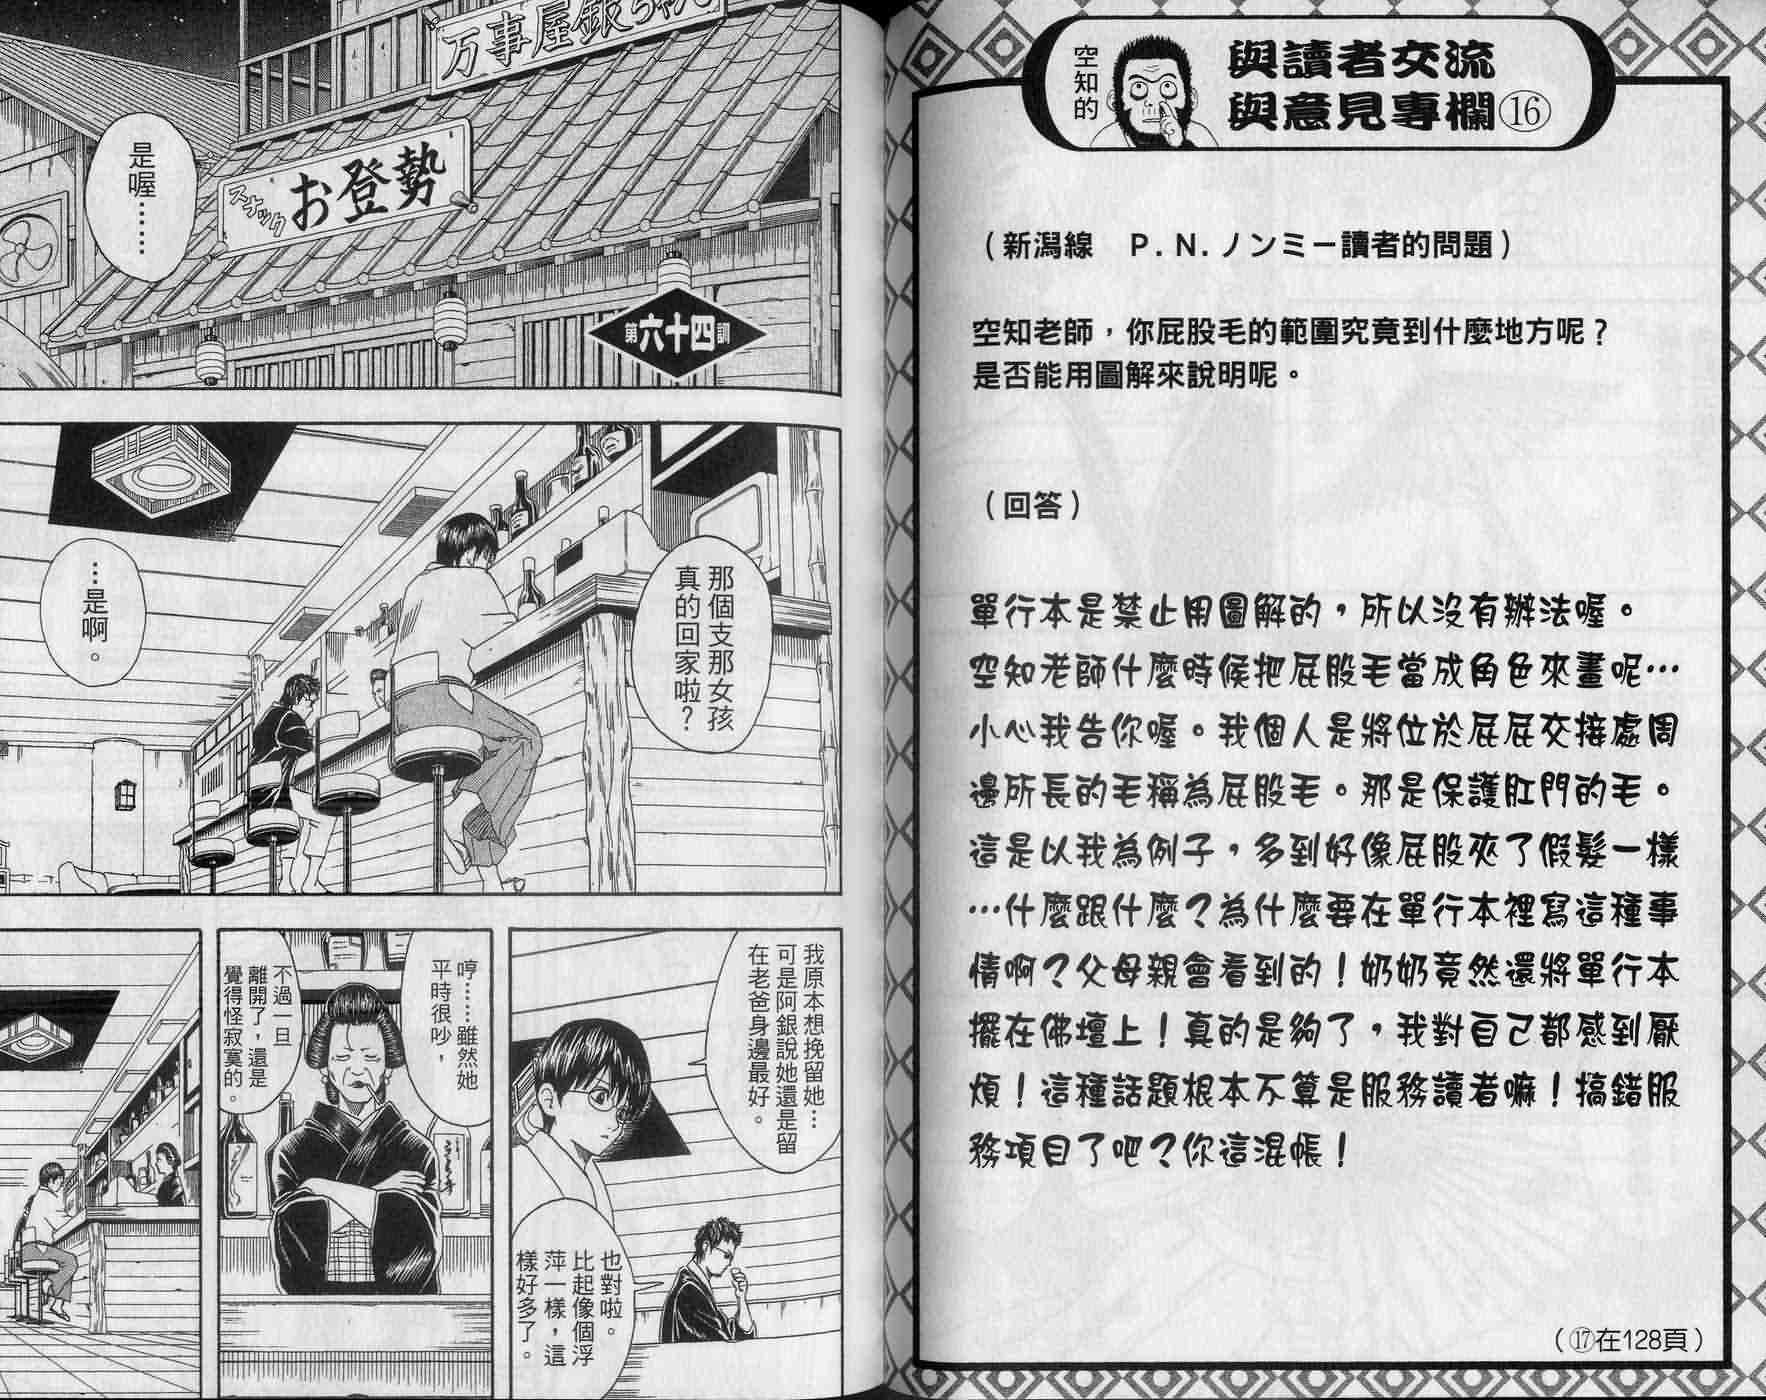 空知的
與讀者交流
與意見專欄⑯
（新潟線　P.N.ノンミー讀者的問題）
空知老師，你屁股毛的範圍究竟到什麼地方呢？
是否能用圖解來說明呢。
（回答）
單行本是禁止用圖解的，所以沒有辦法喔。
空知老師什麼時候把屁股毛當成角色來畫呢…
小心我告你喔。我個人是將位於屁屁交接處周
邊所長的毛稱為屁股毛。那是保護肛門的毛。
這是以我為例子，多到好像屁股夾了假髮一樣
…什麼跟什麼？為什麼要在單行本裡寫這種事
情啊？父母親會看到的！奶奶竟然還將單行本
擺在佛壇上！真的是夠了，我對自己都感到厭
煩！這種話題根本不算是服務讀者嘛！搞錯服
務項目了吧？你這混帳！
（⑰在128頁）
万事屋銀ちゃん
スナック
お登勢
第六十四訓
是喔……
那個支那女孩
真的回家啦？
…是啊。
我原本想挽留她…
可是阿銀說她還是留
在老爸身邊最好。
也對啦。
比起像個浮
萍一樣，這
樣好多了。
哼……雖然她
平時很吵，
不過一旦
離開了，還是
覺得怪寂寞的。